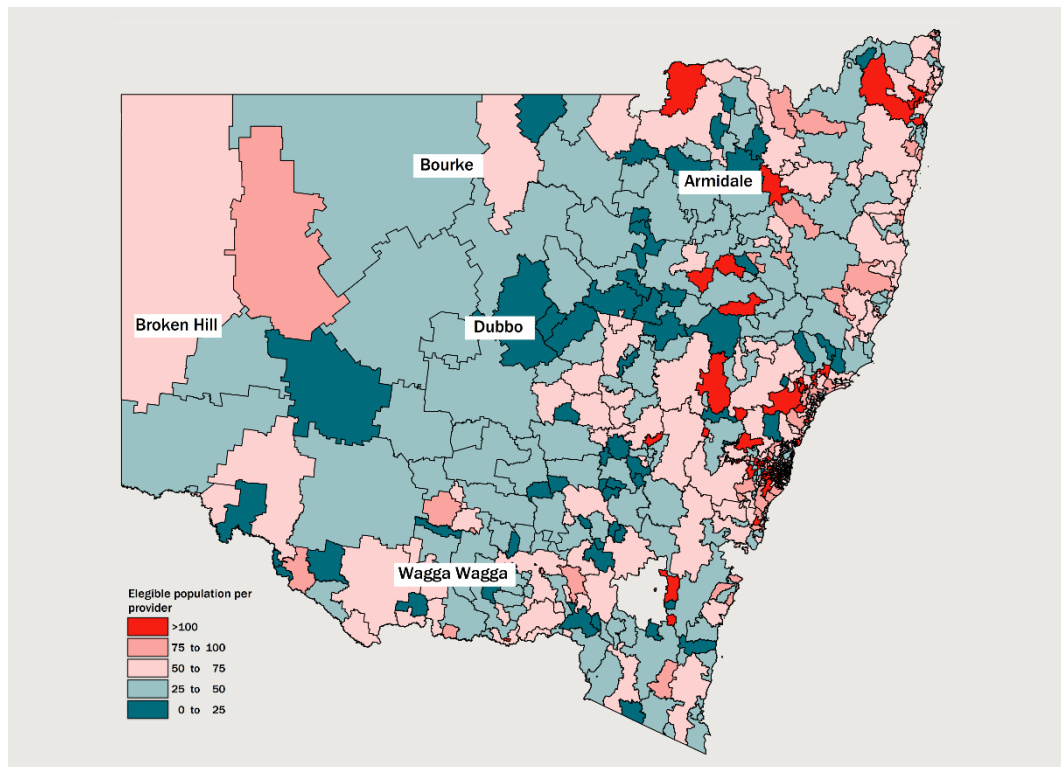 Bourke
Armidale
Broken Hill
Dubbo
Wagga Wagga
Elegible population per
provider
>100
75 to 100
50 to 75
25 to 50
0 to 25